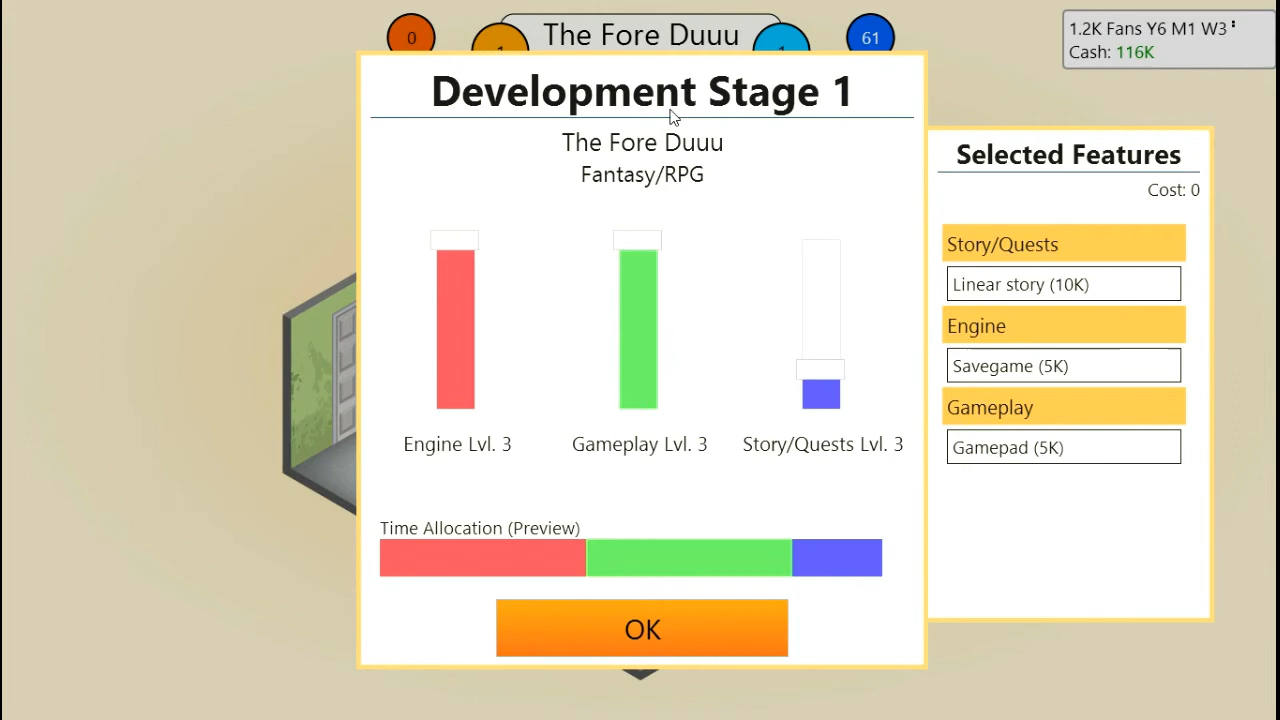 0
The Fore Duuu
61
1.2K Fans Y6 M1 W3
Cash: 116K
Development Stage 1
The Fore Duuu
Fantasy/RPG
Engine Lvl. 3
Gameplay Lvl. 3
Story/Quests Lvl. 3
Time Allocation (Preview)
OK
Selected Features
Cost: 0
Story/Quests
Linear story (10K)
Engine
Savegame (5K)
Gameplay
Gamepad (5K)